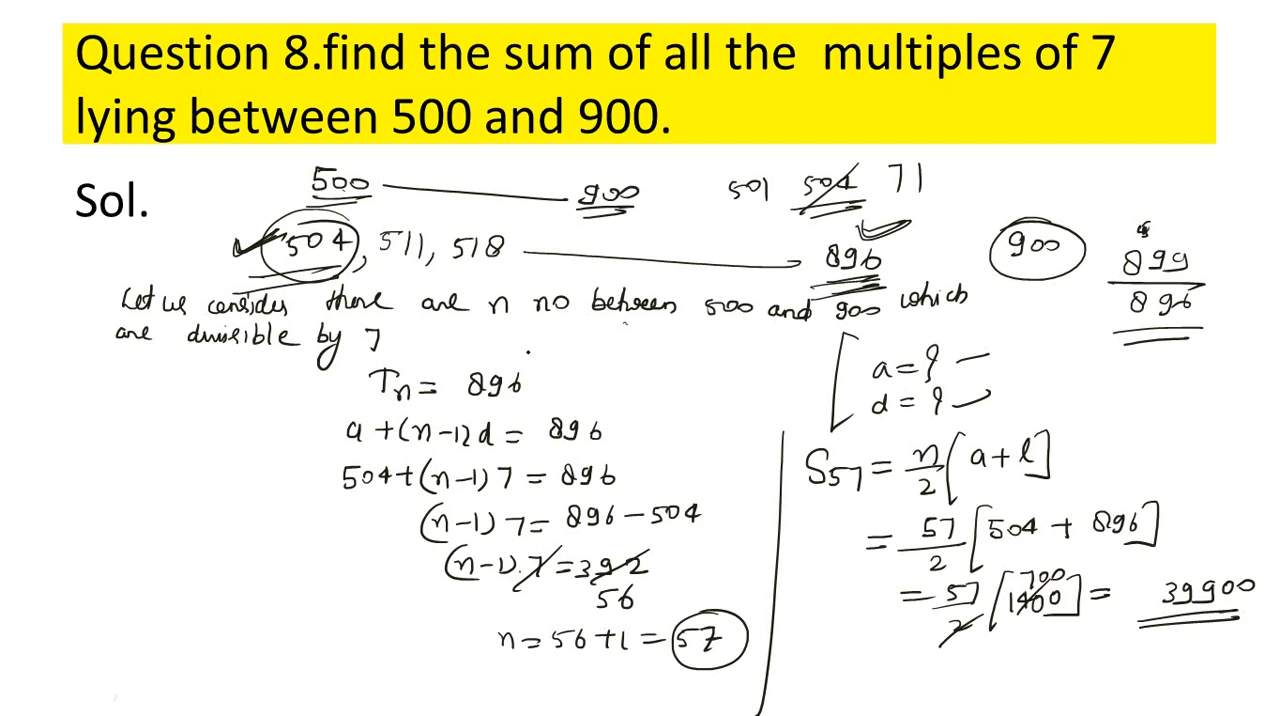 Question 8.find the sum of all the multiples of 7
lying between 500 and 900.
Sol.
500 900 501 504 71
504, 511, 518 896 900
899
896
Let us consider there are n no between 500 and 900 which
are divisible by 7
Tn = 896
a + (n-1)d = 896
504+(n-1) 7 = 896
(n-1) 7 = 896 - 504
(n-1).7 = 392
56
n = 56 + 1 = 57
a = ?
d = ?
S57 = n/2 [a + l]
= 57/2 [504 + 896]
700
= 57/2 [1400] = 39900